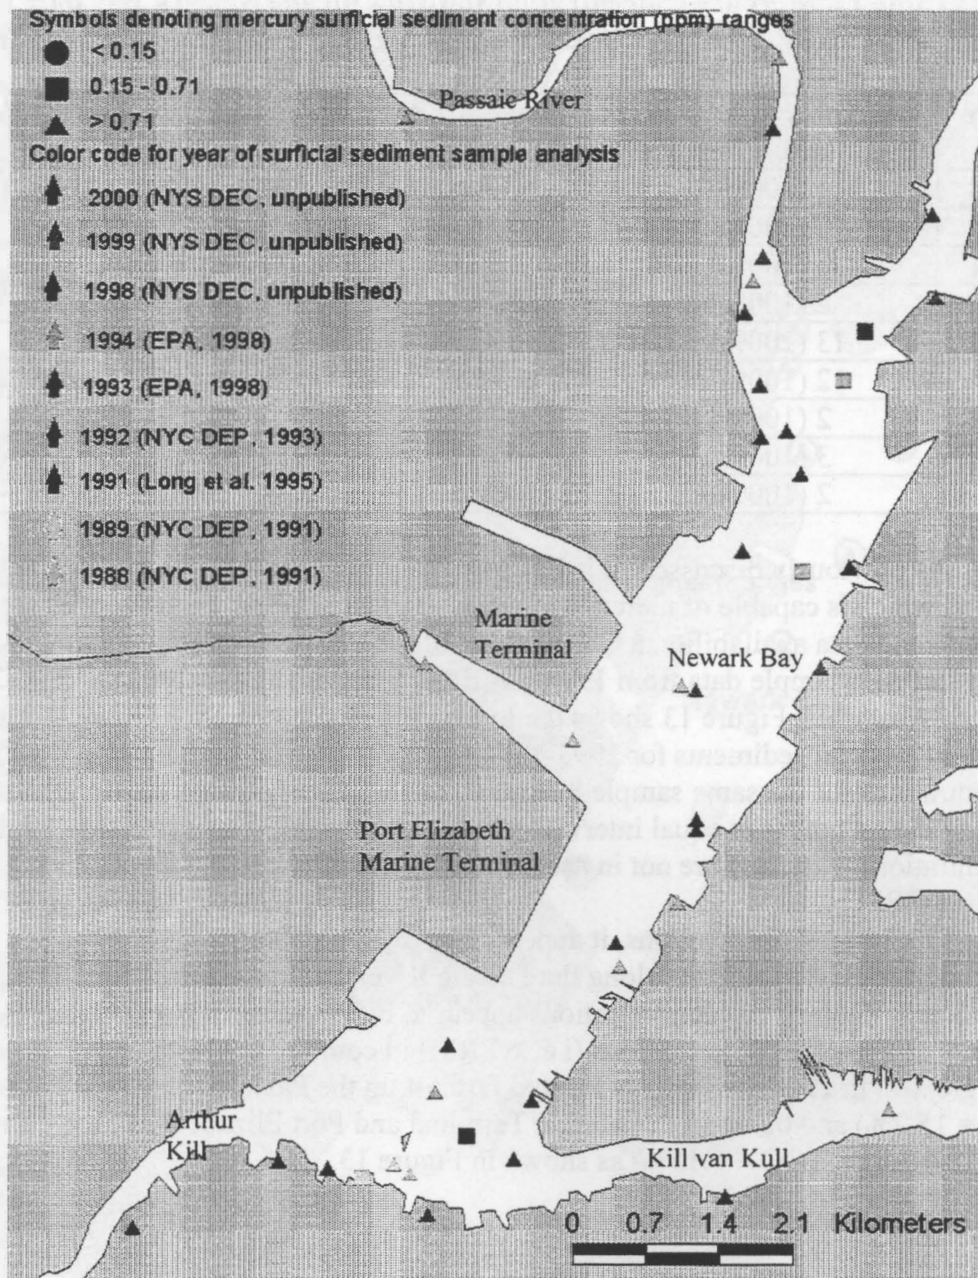 Symbols denoting mercury surficial sediment concentration (ppm) ranges
< 0.15
0.15 - 0.71
> 0.71
Color code for year of surficial sediment sample analysis
2000 (NYS DEC, unpublished)
1999 (NYS DEC, unpublished)
1998 (NYS DEC, unpublished)
1994 (EPA, 1998)
1993 (EPA, 1998)
1992 (NYC DEP, 1993)
1991 (Long et al. 1995)
1989 (NYC DEP, 1991)
1988 (NYC DEP, 1991)
Passaic River
Marine
Terminal
Newark Bay
Port Elizabeth
Marine Terminal
Arthur
Kill
Kill van Kull
0 0.7 1.4 2.1 Kilometers